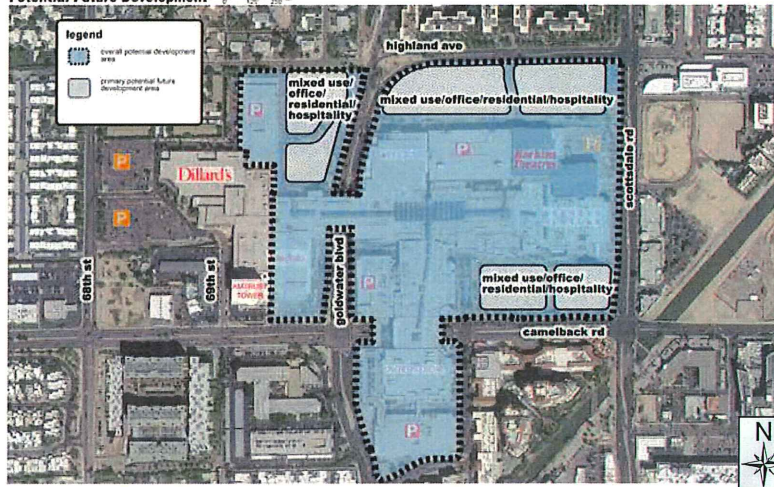 Potential Future Development
legend
overall potential development
area
primary potential future
development area
highland ave
mixed use/
office/
residential/
hospitality
mixed use/office/residential/hospitality
P
P
Harkins
Theatres
scottsdale rd
P
Dillard's
P
68th st
69th st
AMTRUST
TOWER
goldwater blvd
P
mixed use/office/
residential/hospitality
camelback rd
P
N